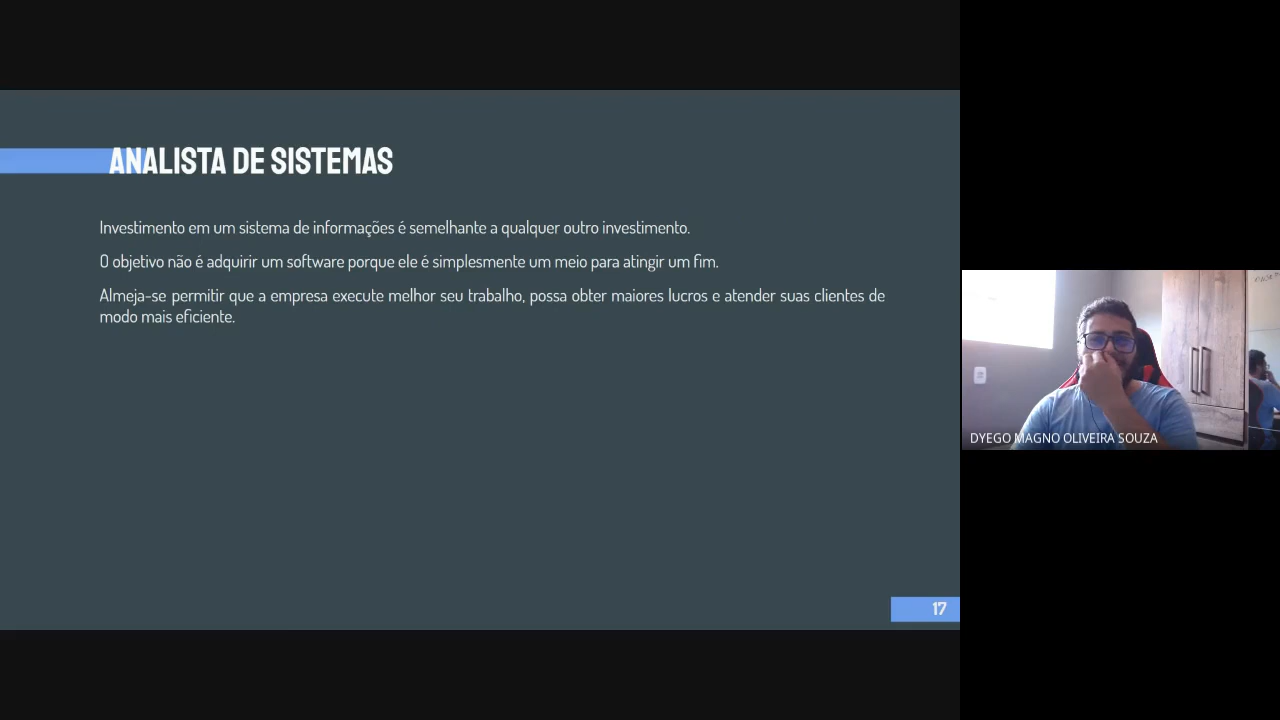 ANALISTA DE SISTEMAS
Investimento em um sistema de informações é semelhante a qualquer outro investimento.
O objetivo não é adquirir um software porque ele é simplesmente um meio para atingir um fim.
Almeja-se permitir que a empresa execute melhor seu trabalho, possa obter maiores lucros e atender suas clientes de
modo mais eficiente.
17
DYEGO MAGNO OLIVEIRA SOUZA